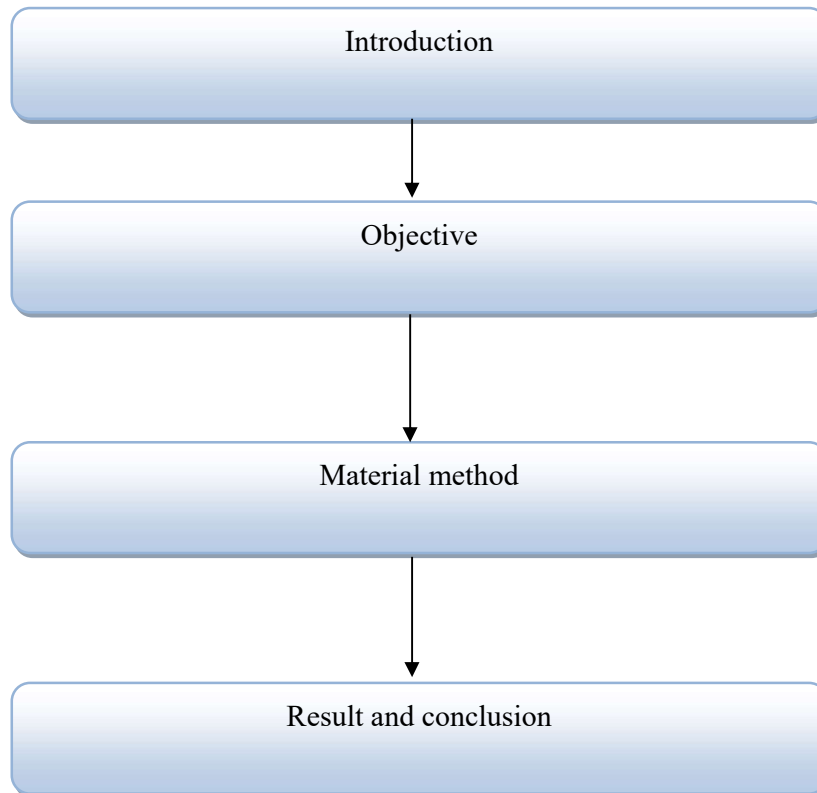 Introduction
Objective
Material method
Result and conclusion